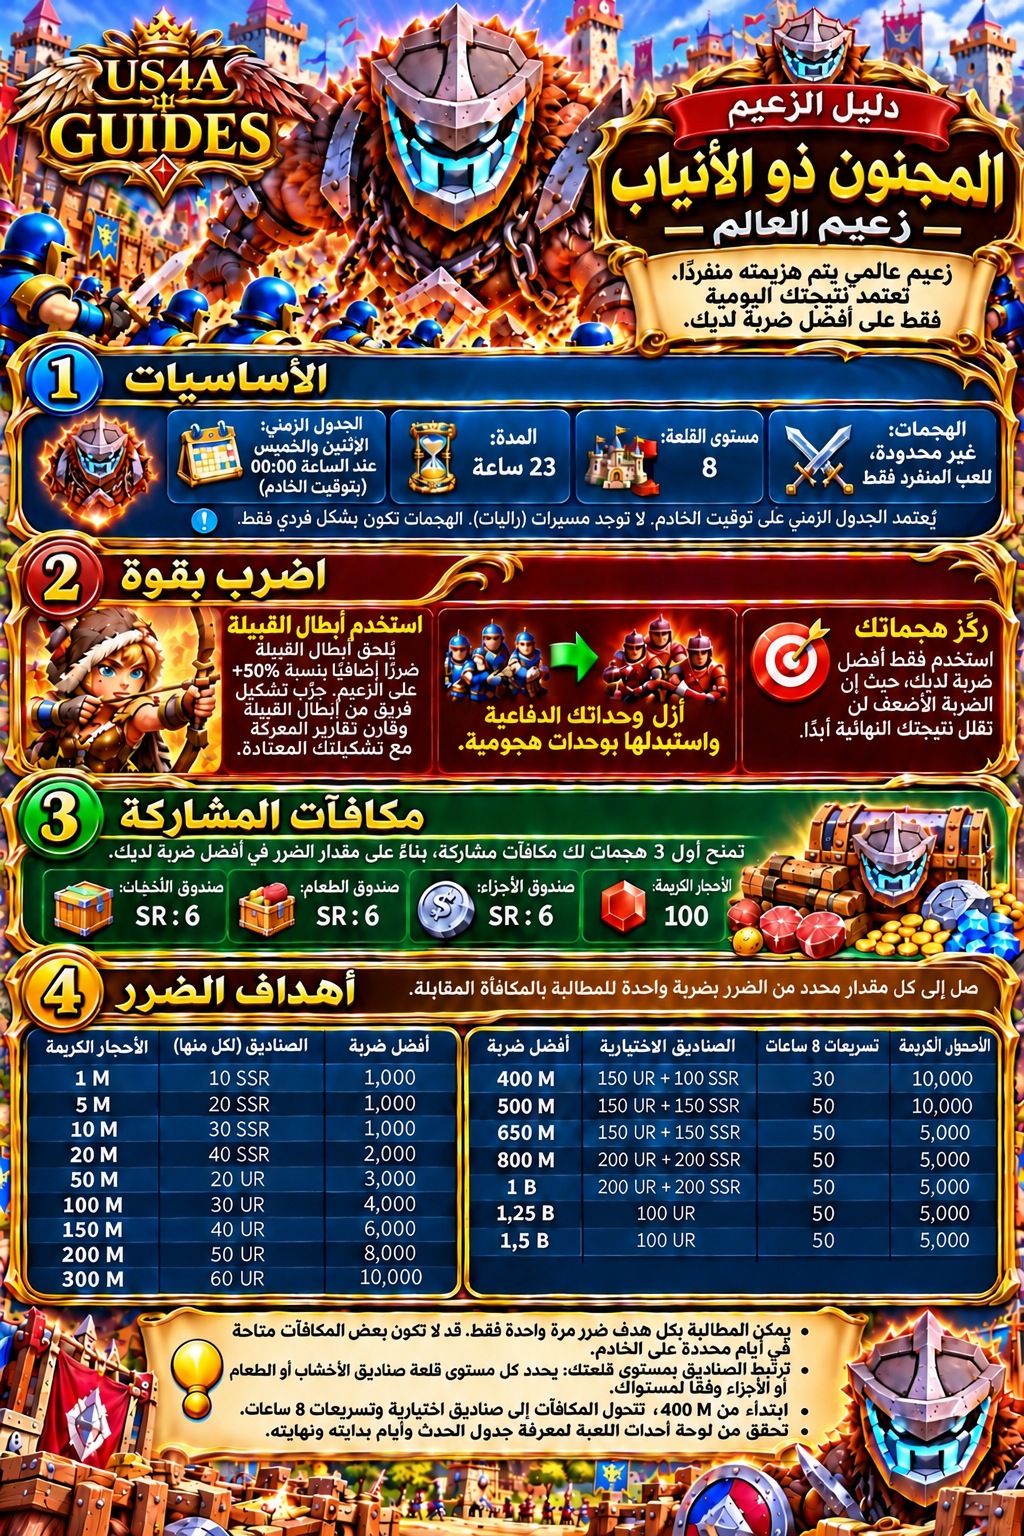 US4A
GUIDES
دليل الزعيم
المجنون ذو الأنياب
زعيم العالم
زعيم عالمي يتم هزيمته منفردًا.
تعتمد نتيجتك اليومية
فقط على أفضل ضربة لديك.
1 الأساسيات
الهجمات:
غير محدودة،
للعب المنفرد فقط
مستوى القلعة:
8
المدة:
23 ساعة
الجدول الزمني:
الإثنين والخميس
عند الساعة 00:00
(بتوقيت الخادم)
يُعتمد الجدول الزمني على توقيت الخادم. لا توجد مسيرات (راليات). الهجمات تكون بشكل فردي فقط.
2 اضرب بقوة
ركّز هجماتك
استخدم فقط أفضل
ضربة لديك، حيث إن
الضربة الأضعف لن
تقلل نتيجتك النهائية أبدًا.
أزل وحداتك الدفاعية
واستبدلها بوحدات هجومية.
استخدم أبطال القبيلة
يُلحق أبطال القبيلة
ضررًا إضافيًا بنسبة 50%+
على الزعيم. جرّب تشكيل
فريق من إبطال القبيلة
وقارن تقارير المعركة
مع تشكيلتك المعتادة.
3 مكافآت المشاركة
تمنح أول 3 هجمات لك مكافآت مشاركة، بناءً على مقدار الضرر في أفضل ضربة لديك.
الأحجار الكريمة:
100
صندوق الأجزاء:
SR : 6
صندوق الطعام:
SR : 6
صندوق
SR : 6
4 أهداف الضرر
صل إلى كل مقدار محدد من الضرر بضربة واحدة للمطالبة بالمكافأة المقابلة.
الأحجار الكريمة الصناديق (لكل منها) أفضل ضربة
1 M 10 SSR 1,000
5 M 20 SSR 1,000
10 M 30 SSR 1,000
20 M 40 SSR 2,000
50 M 20 UR 3,000
100 M 30 UR 4,000
150 M 40 UR 6,000
200 M 50 UR 8,000
300 M 60 UR 10,000
أفضل ضربة الصناديق الاختيارية تسريعات 8 ساعات الكريمة
400 M 150 UR + 100 SSR 30 10,000
500 M 150 UR + 150 SSR 50 10,000
650 M 150 UR + 150 SSR 50 5,000
800 M 200 UR + 200 SSR 50 5,000
1 B 200 UR + 200 SSR 50 5,000
1,25 B 100 UR 50 5,000
1,5 B 100 UR 50 5,000
• يمكن المطالبة بكل هدف ضرر مرة واحدة فقط. قد لا تكون بعض المكافآت متاحة
في أيام محددة على الخادم.
• ترتبط الصناديق بمستوى قلعتك: يحدد كل مستوى قلعة صناديق الأخشاب أو الطعام
أو الأجزاء وفقًا لمستواك.
• ابتداء من 400 M، تتحول المكافآت إلى صناديق اختيارية وتسريعات 8 ساعات.
• تحقق من لوحة أحداث اللعبة لمعرفة جدول الحدث وأيام بدايته ونهايته.